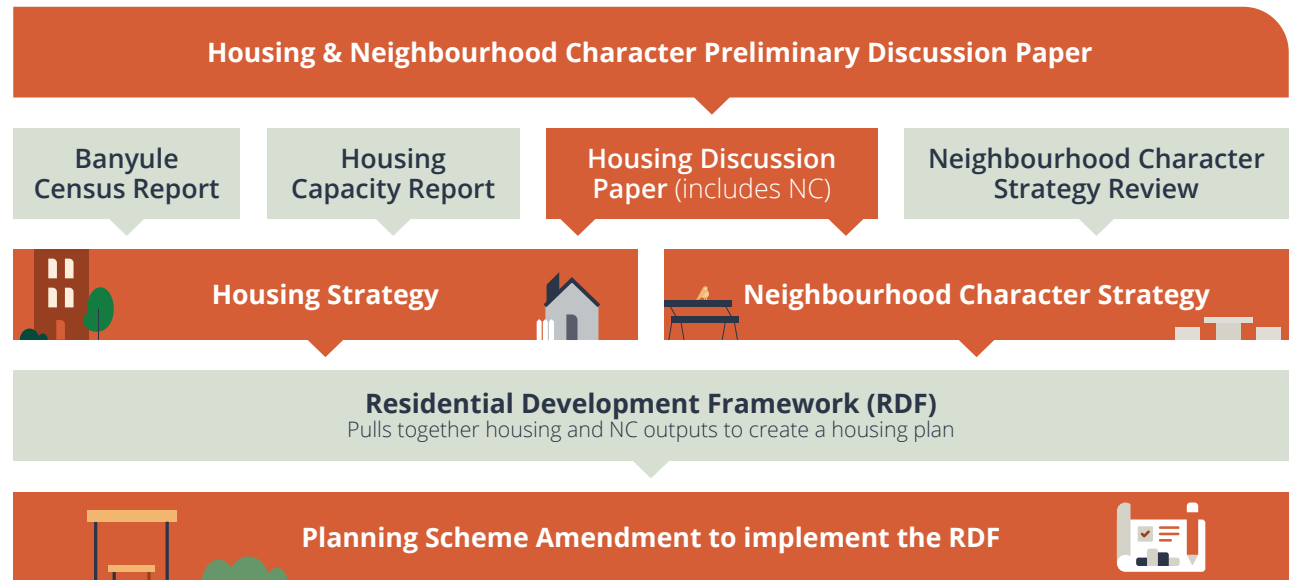 Housing & Neighbourhood Character Preliminary Discussion Paper
Banyule
Census Report
Housing
Capacity Report
Housing Discussion
Paper (includes NC)
Neighbourhood Character
Strategy Review
Housing Strategy
Neighbourhood Character Strategy
Residential Development Framework (RDF)
Pulls together housing and NC outputs to create a housing plan
Planning Scheme Amendment to implement the RDF